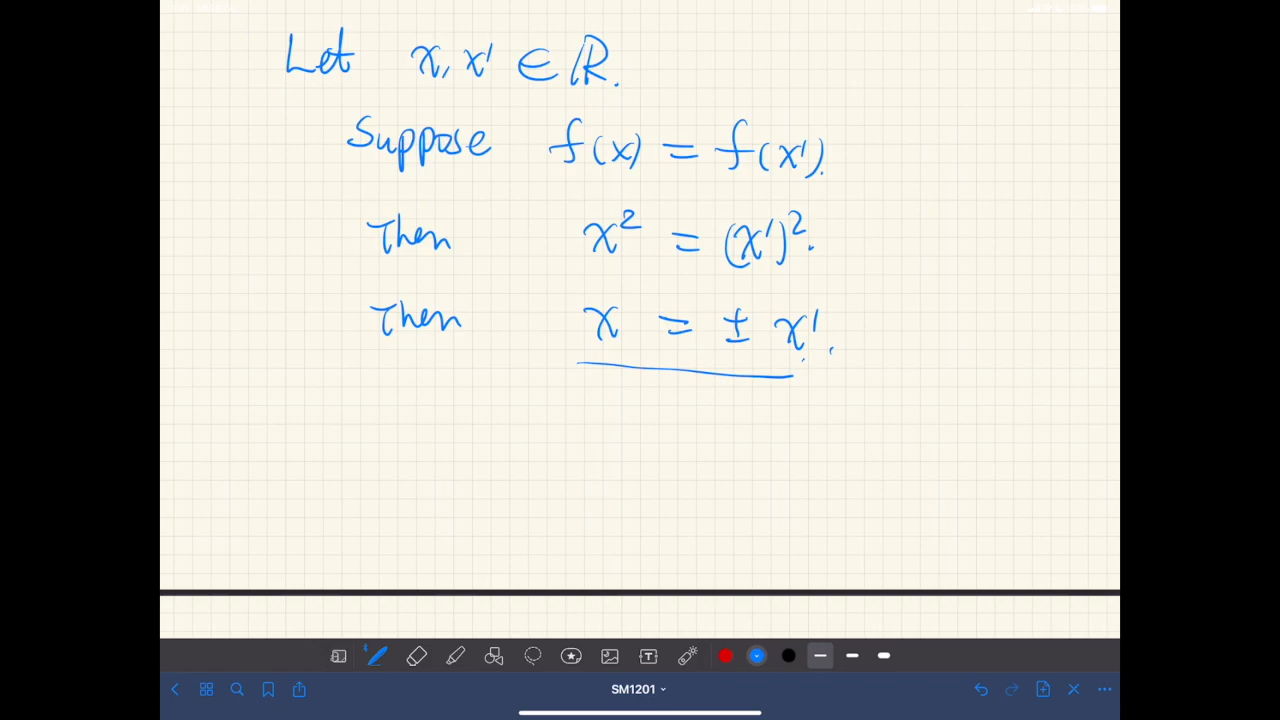 Let x, x' ∈ ℝ.
Suppose f(x) = f(x').
Then x² = (x')².
Then x = ± x'.
SM1201